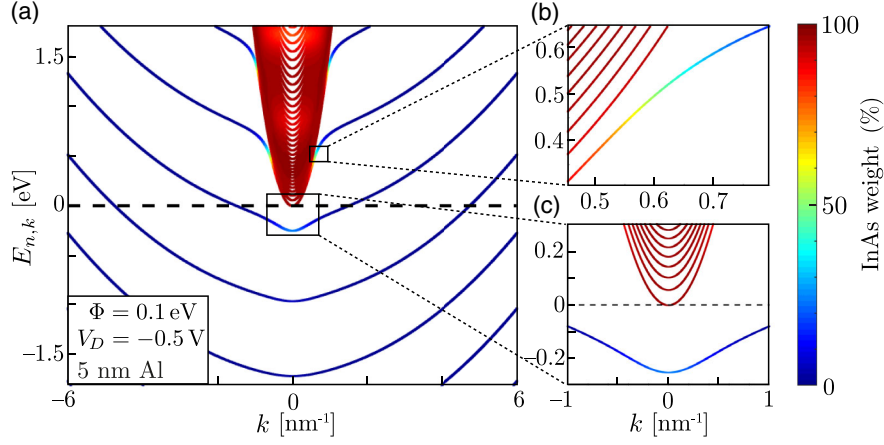 (a)
1.5
0
−1.5
E_{n,k} [eV]
Φ = 0.1 eV
V_D = −0.5 V
5 nm Al
−6
0
6
k [nm⁻¹]
(b)
0.6
0.5
0.4
0.5
0.6
0.7
(c)
0.2
0
−0.2
−1
0
1
k [nm⁻¹]
100
50
0
InAs weight (%)